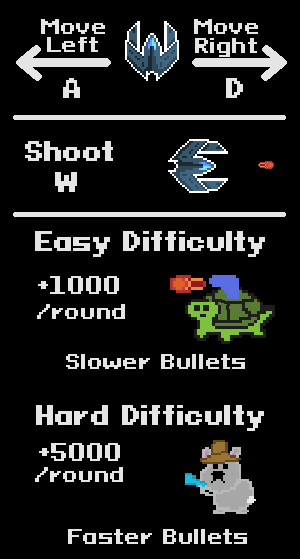 Move Left
Move Right
A
D
Shoot
W
Easy Difficulty
+1000
/round
Slower Bullets
Hard Difficulty
+5000
/round
Faster Bullets